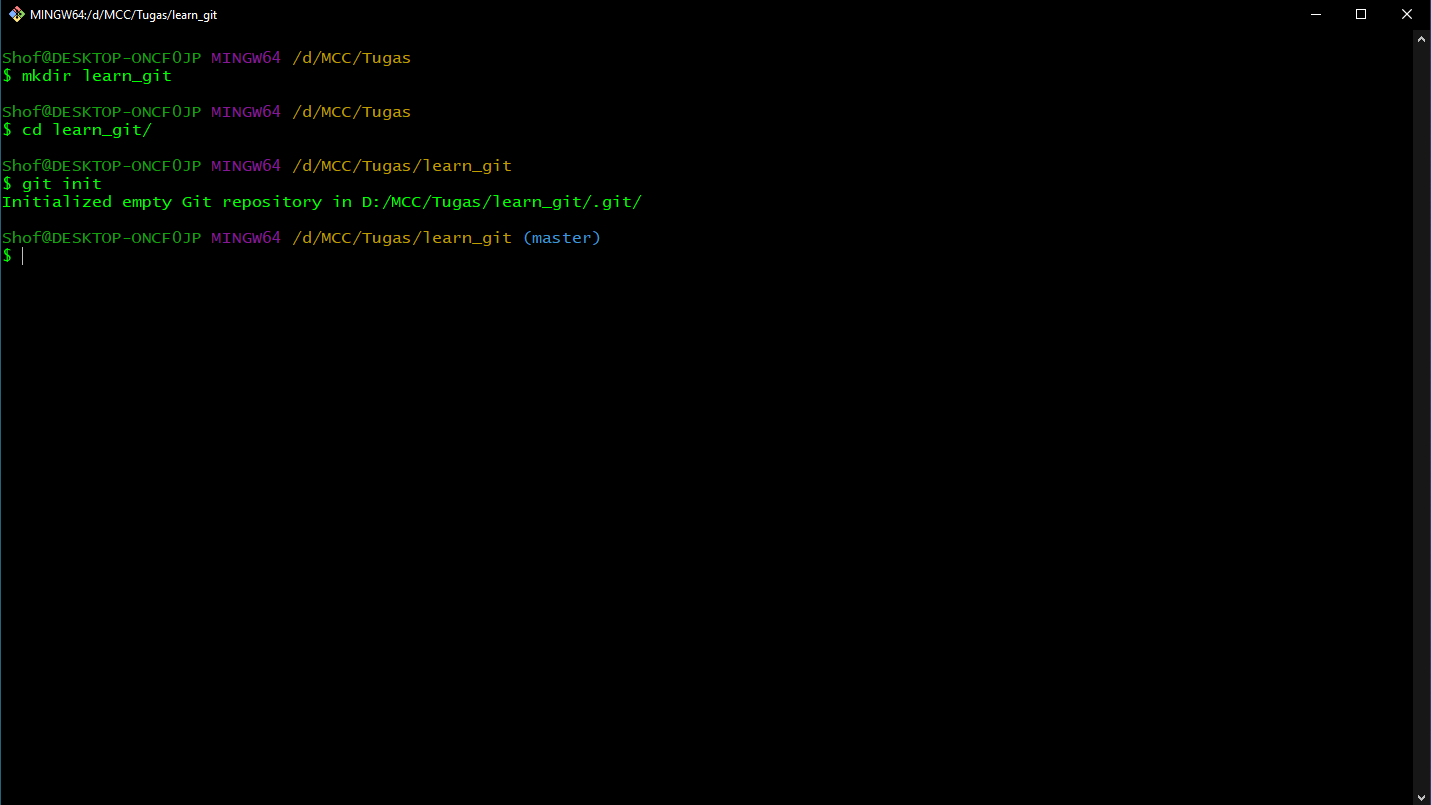 MINGW64:/d/MCC/Tugas/learn_git
Shof@DESKTOP-ONCF0JP MINGW64 /d/MCC/Tugas
$ mkdir learn_git
Shof@DESKTOP-ONCF0JP MINGW64 /d/MCC/Tugas
$ cd learn_git/
Shof@DESKTOP-ONCF0JP MINGW64 /d/MCC/Tugas/learn_git
$ git init
Initialized empty Git repository in D:/MCC/Tugas/learn_git/.git/
Shof@DESKTOP-ONCF0JP MINGW64 /d/MCC/Tugas/learn_git (master)
$